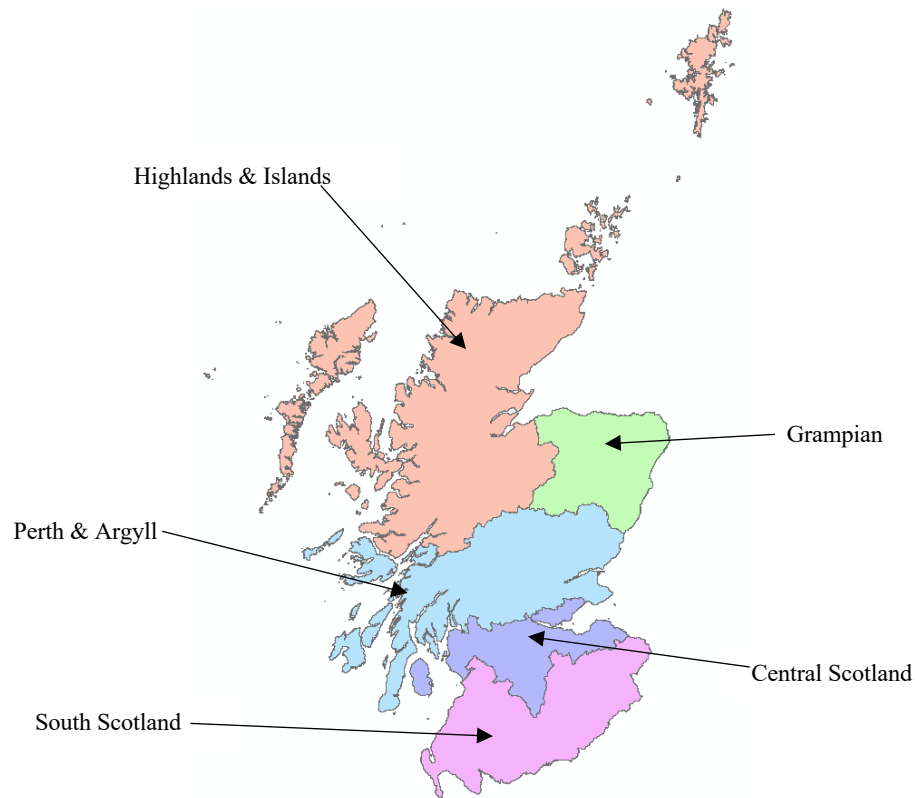 Highlands & Islands
Grampian
Perth & Argyll
Central Scotland
South Scotland